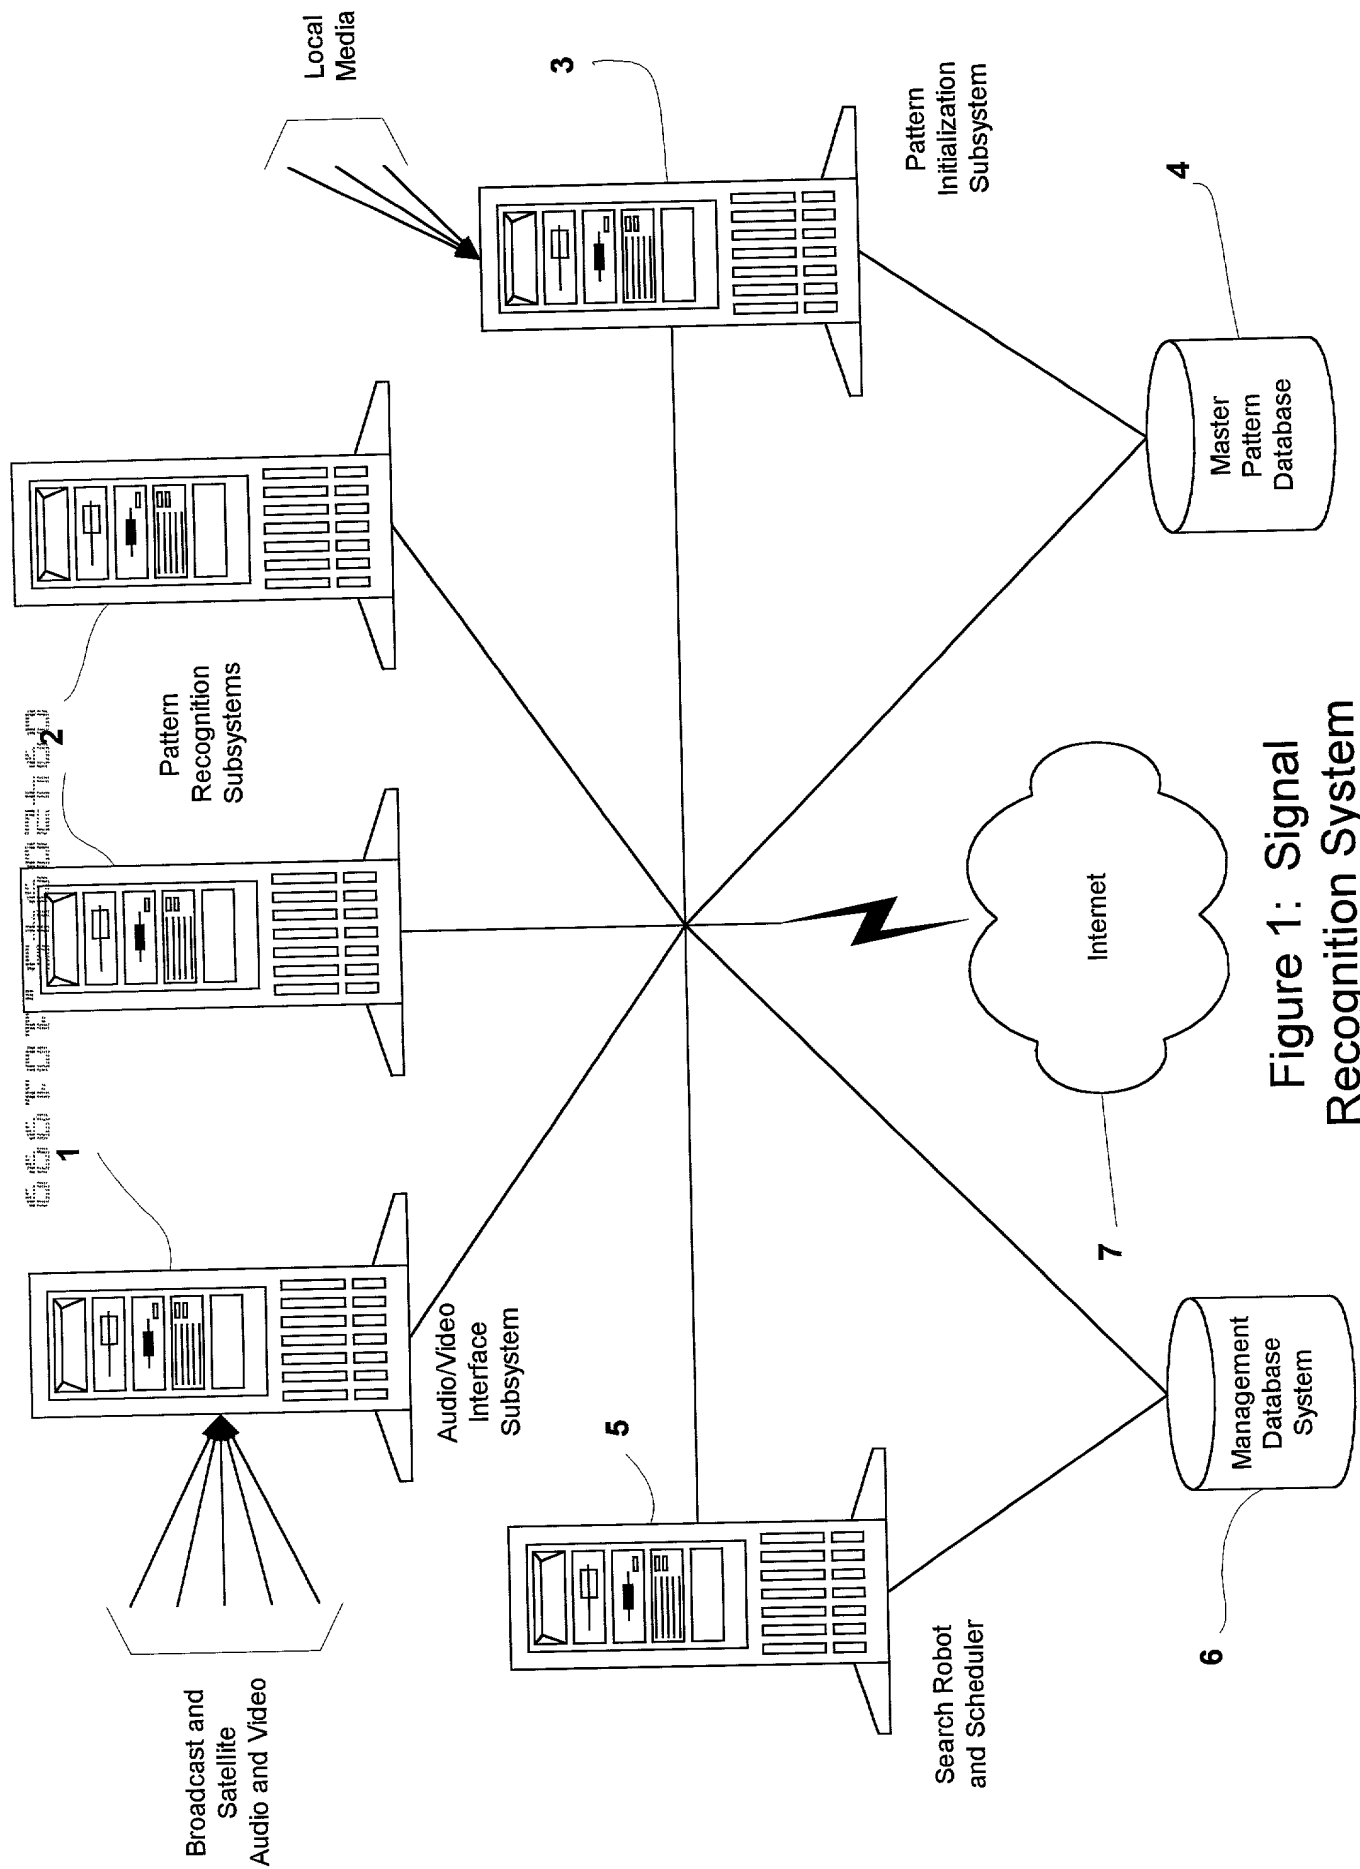 Broadcast and
Satellite
Audio and Video
1
Audio/Video
Interface
Subsystem
2
Pattern
Recognition
Subsystems
Local
Media
3
Pattern
Initialization
Subsystem
5
Search Robot
and Scheduler
4
Master
Pattern
Database
6
Management
Database
System
7
Internet
Figure 1: Signal
Recognition System